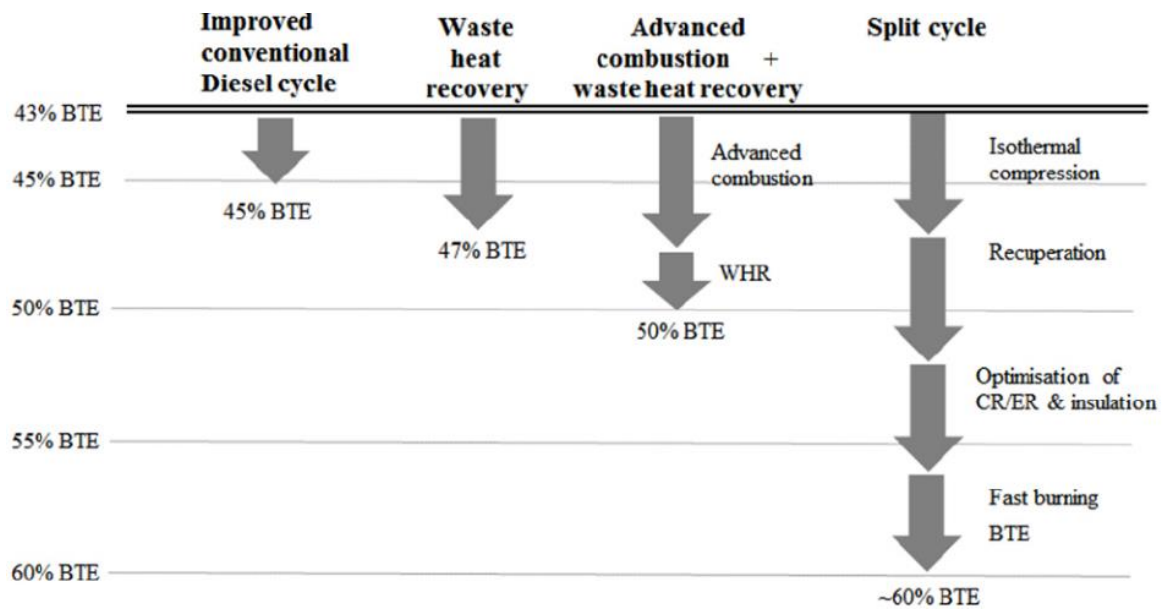 Improved
conventional
Diesel cycle
Waste
heat
recovery
Advanced
combustion +
waste heat recovery
Split cycle
43% BTE
Advanced
combustion
Isothermal
compression
45% BTE
45% BTE
47% BTE
WHR
Recuperation
50% BTE
50% BTE
Optimisation of
CR/ER & insulation
55% BTE
Fast burning
BTE
60% BTE
~60% BTE